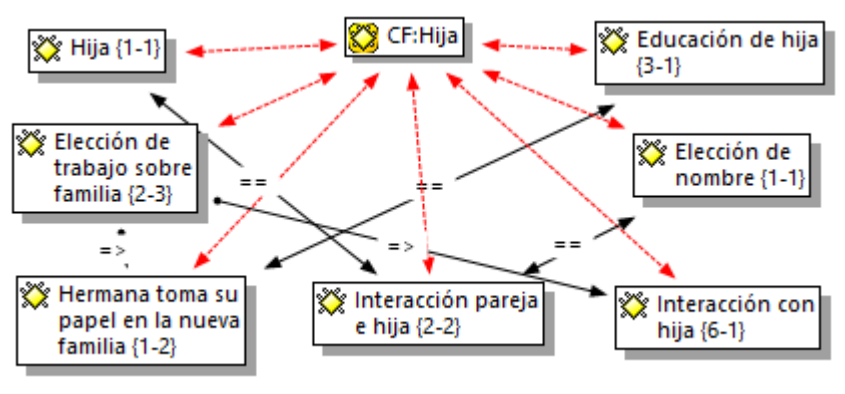 CF:Hija
Hija {1-1}
Educación de hija
{3-1}
Elección de
trabajo sobre
familia {2-3}
Elección de
nombre {1-1}
==
==
=>
=>
==
Hermana toma su
papel en la nueva
familia {1-2}
Interacción pareja
e hija {2-2}
Interacción con
hija {6-1}